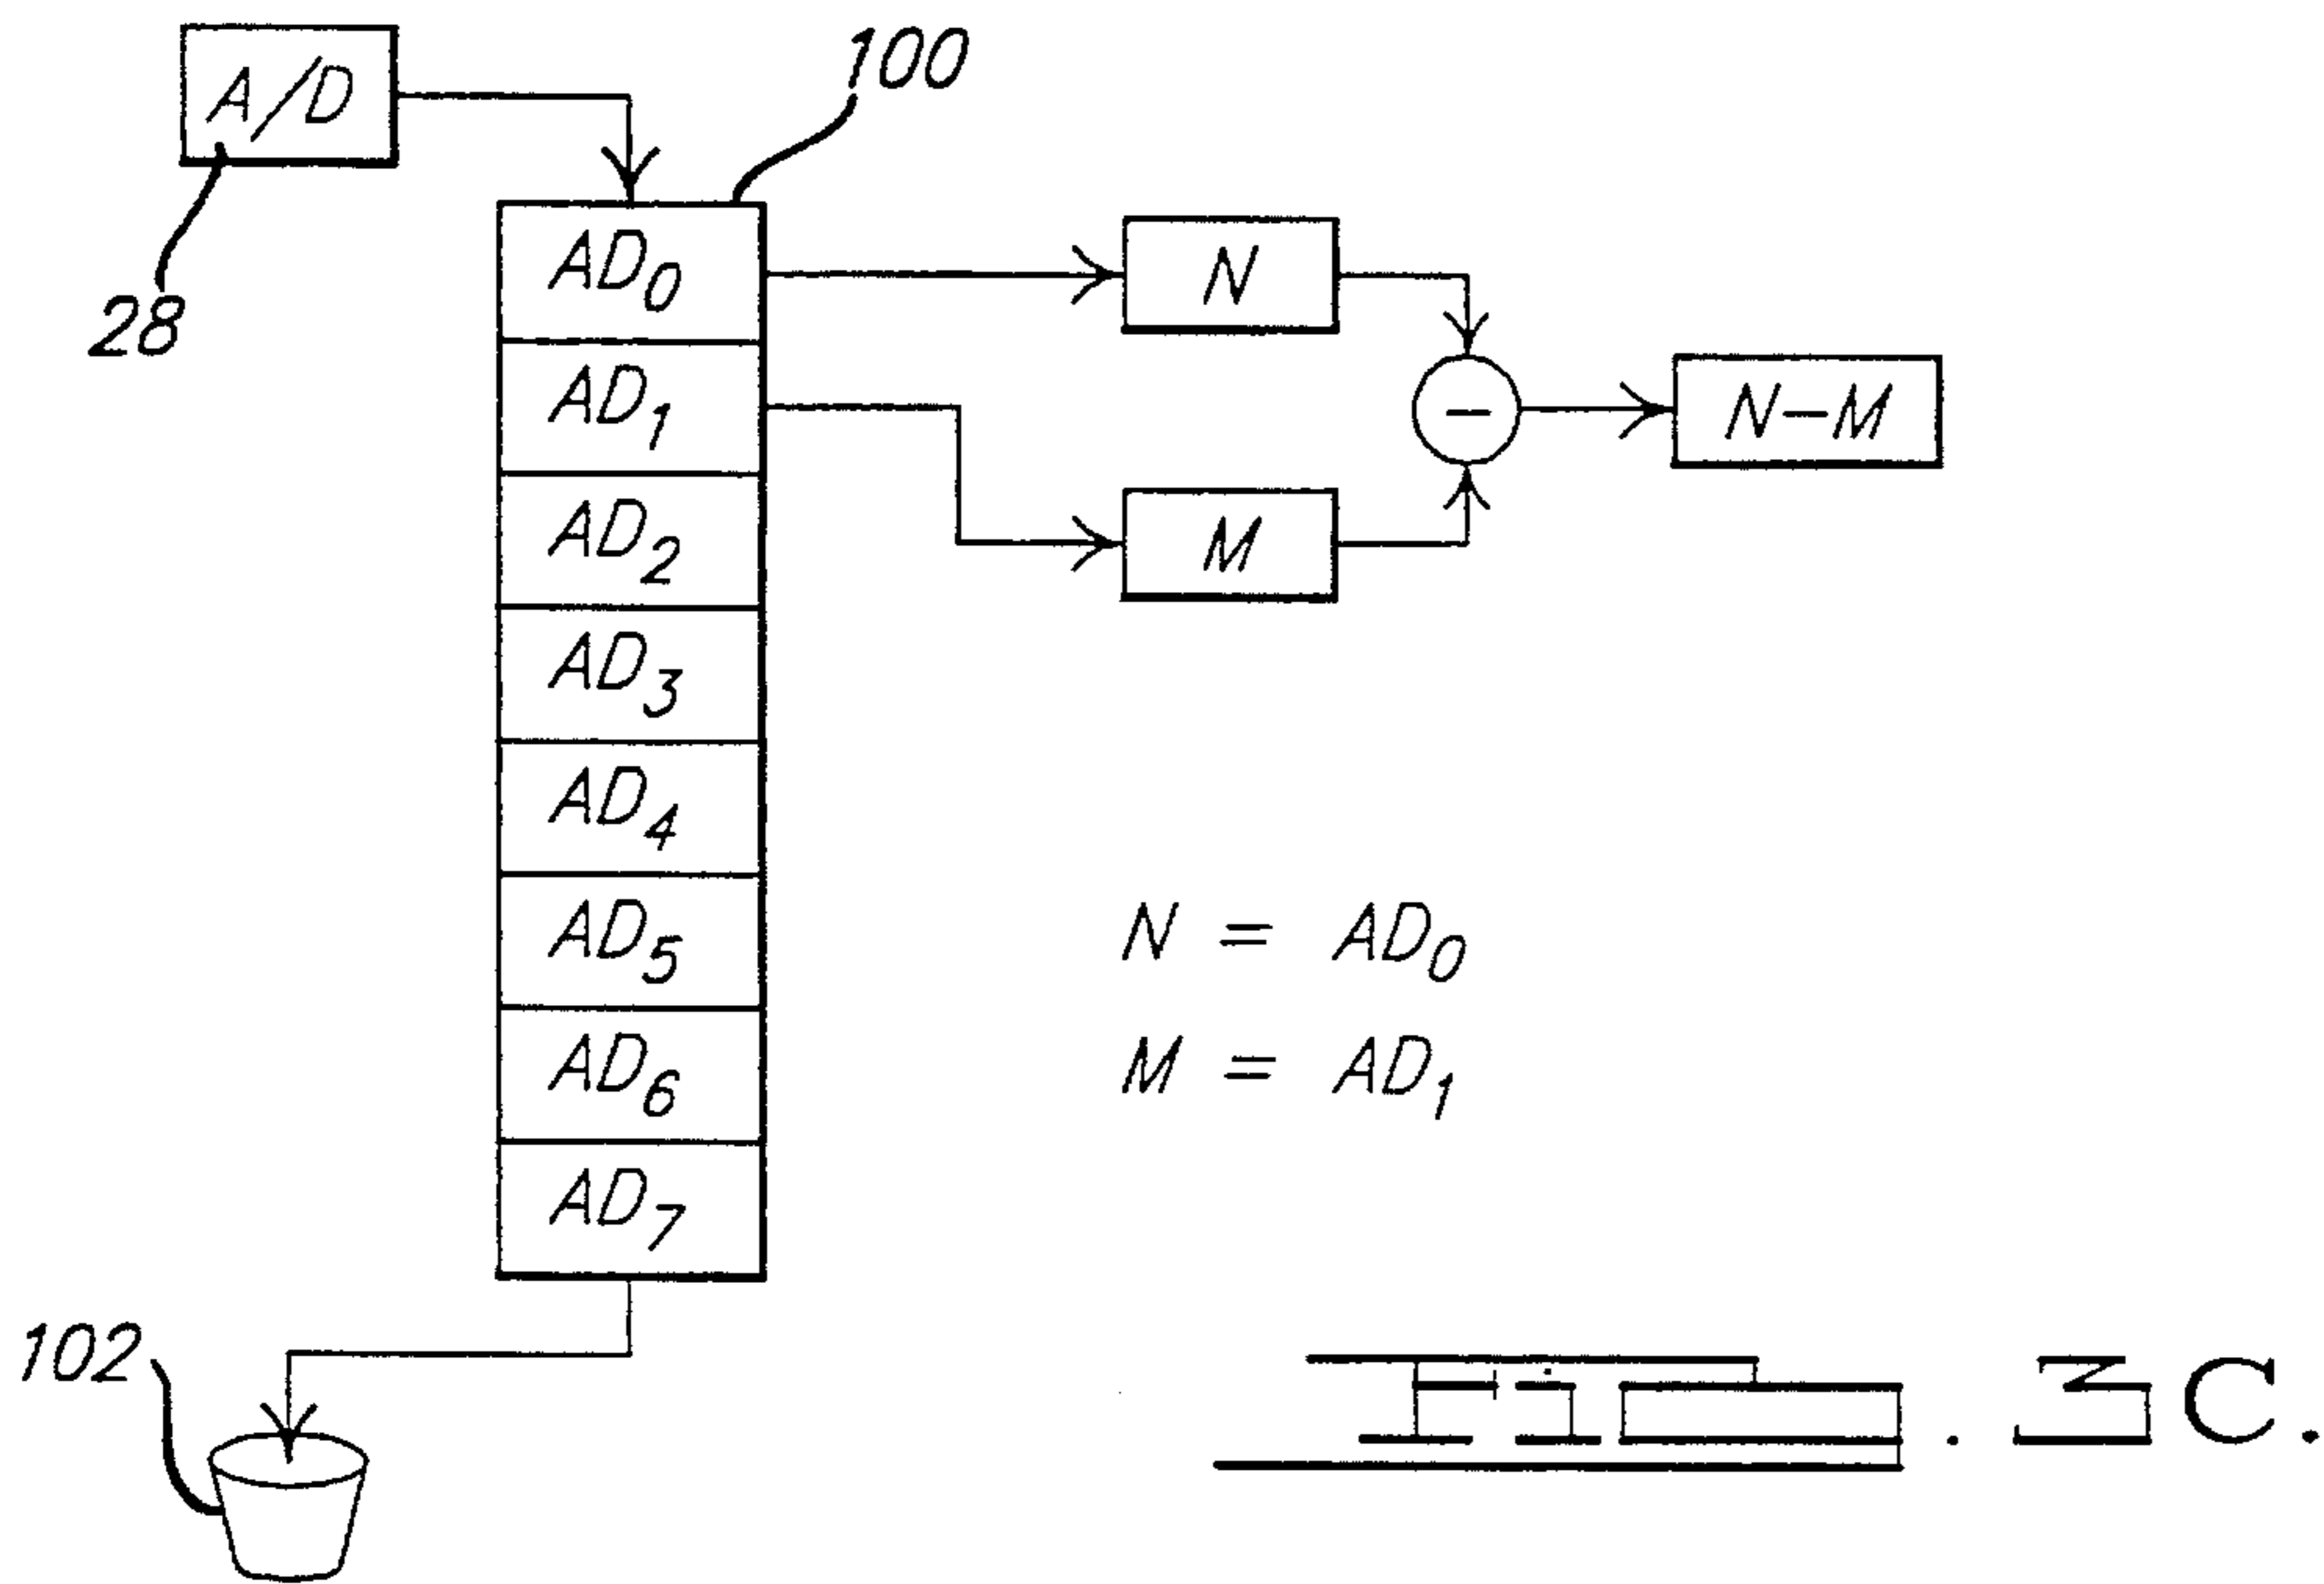 A/D
100
28
AD0
N
AD1
N-M
-
AD2
M
AD3
AD4
AD5
N = AD0
AD6
M = AD1
AD7
102
Fig. 3C.